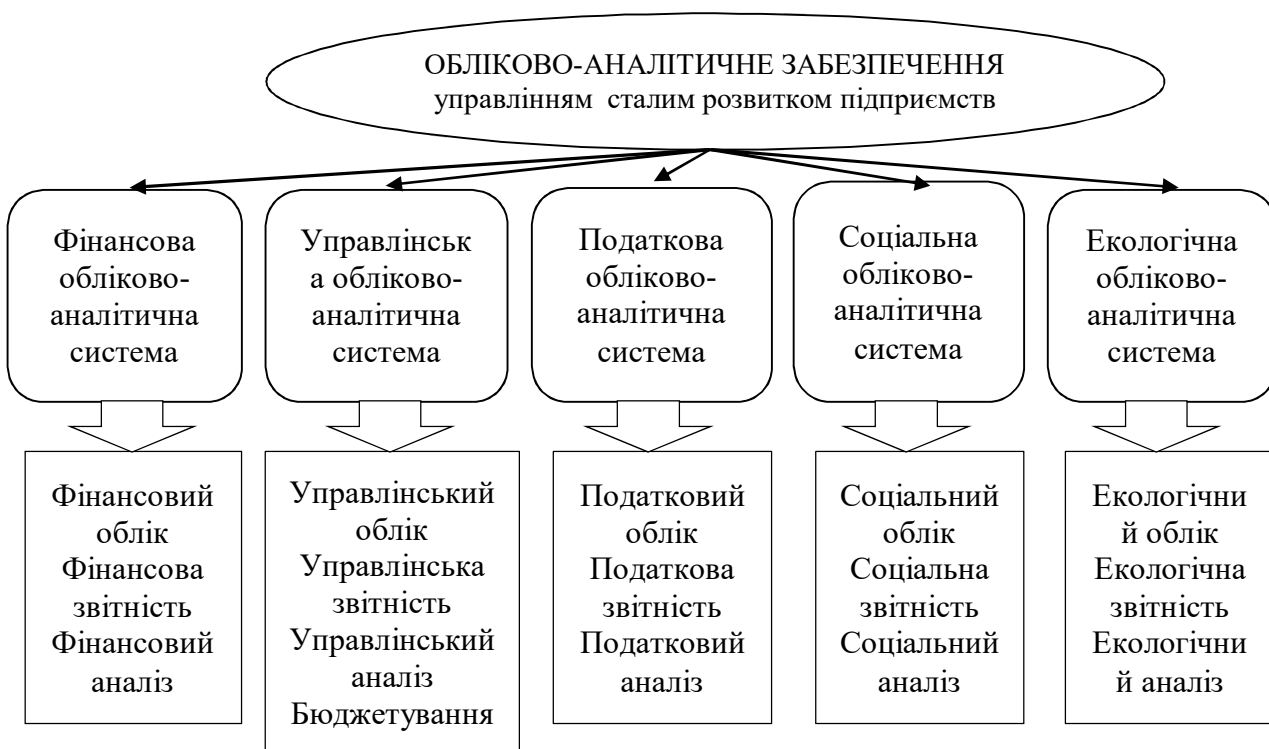 ОБЛІКОВО-АНАЛІТИЧНЕ ЗАБЕЗПЕЧЕННЯ
управлінням сталим розвитком підприємств
Фінансова
обліково-
аналітична
система
Управлінськ
а обліково-
аналітична
система
Податкова
обліково-
аналітична
система
Соціальна
обліково-
аналітична
система
Екологічна
обліково-
аналітична
система
Фінансовий
облік
Фінансова
звітність
Фінансовий
аналіз
Управлінський
облік
Управлінська
звітність
Управлінський
аналіз
Бюджетування
Податковий
облік
Податкова
звітність
Податковий
аналіз
Соціальний
облік
Соціальна
звітність
Соціальний
аналіз
Екологічни
й облік
Екологічна
звітність
Екологічни
й аналіз